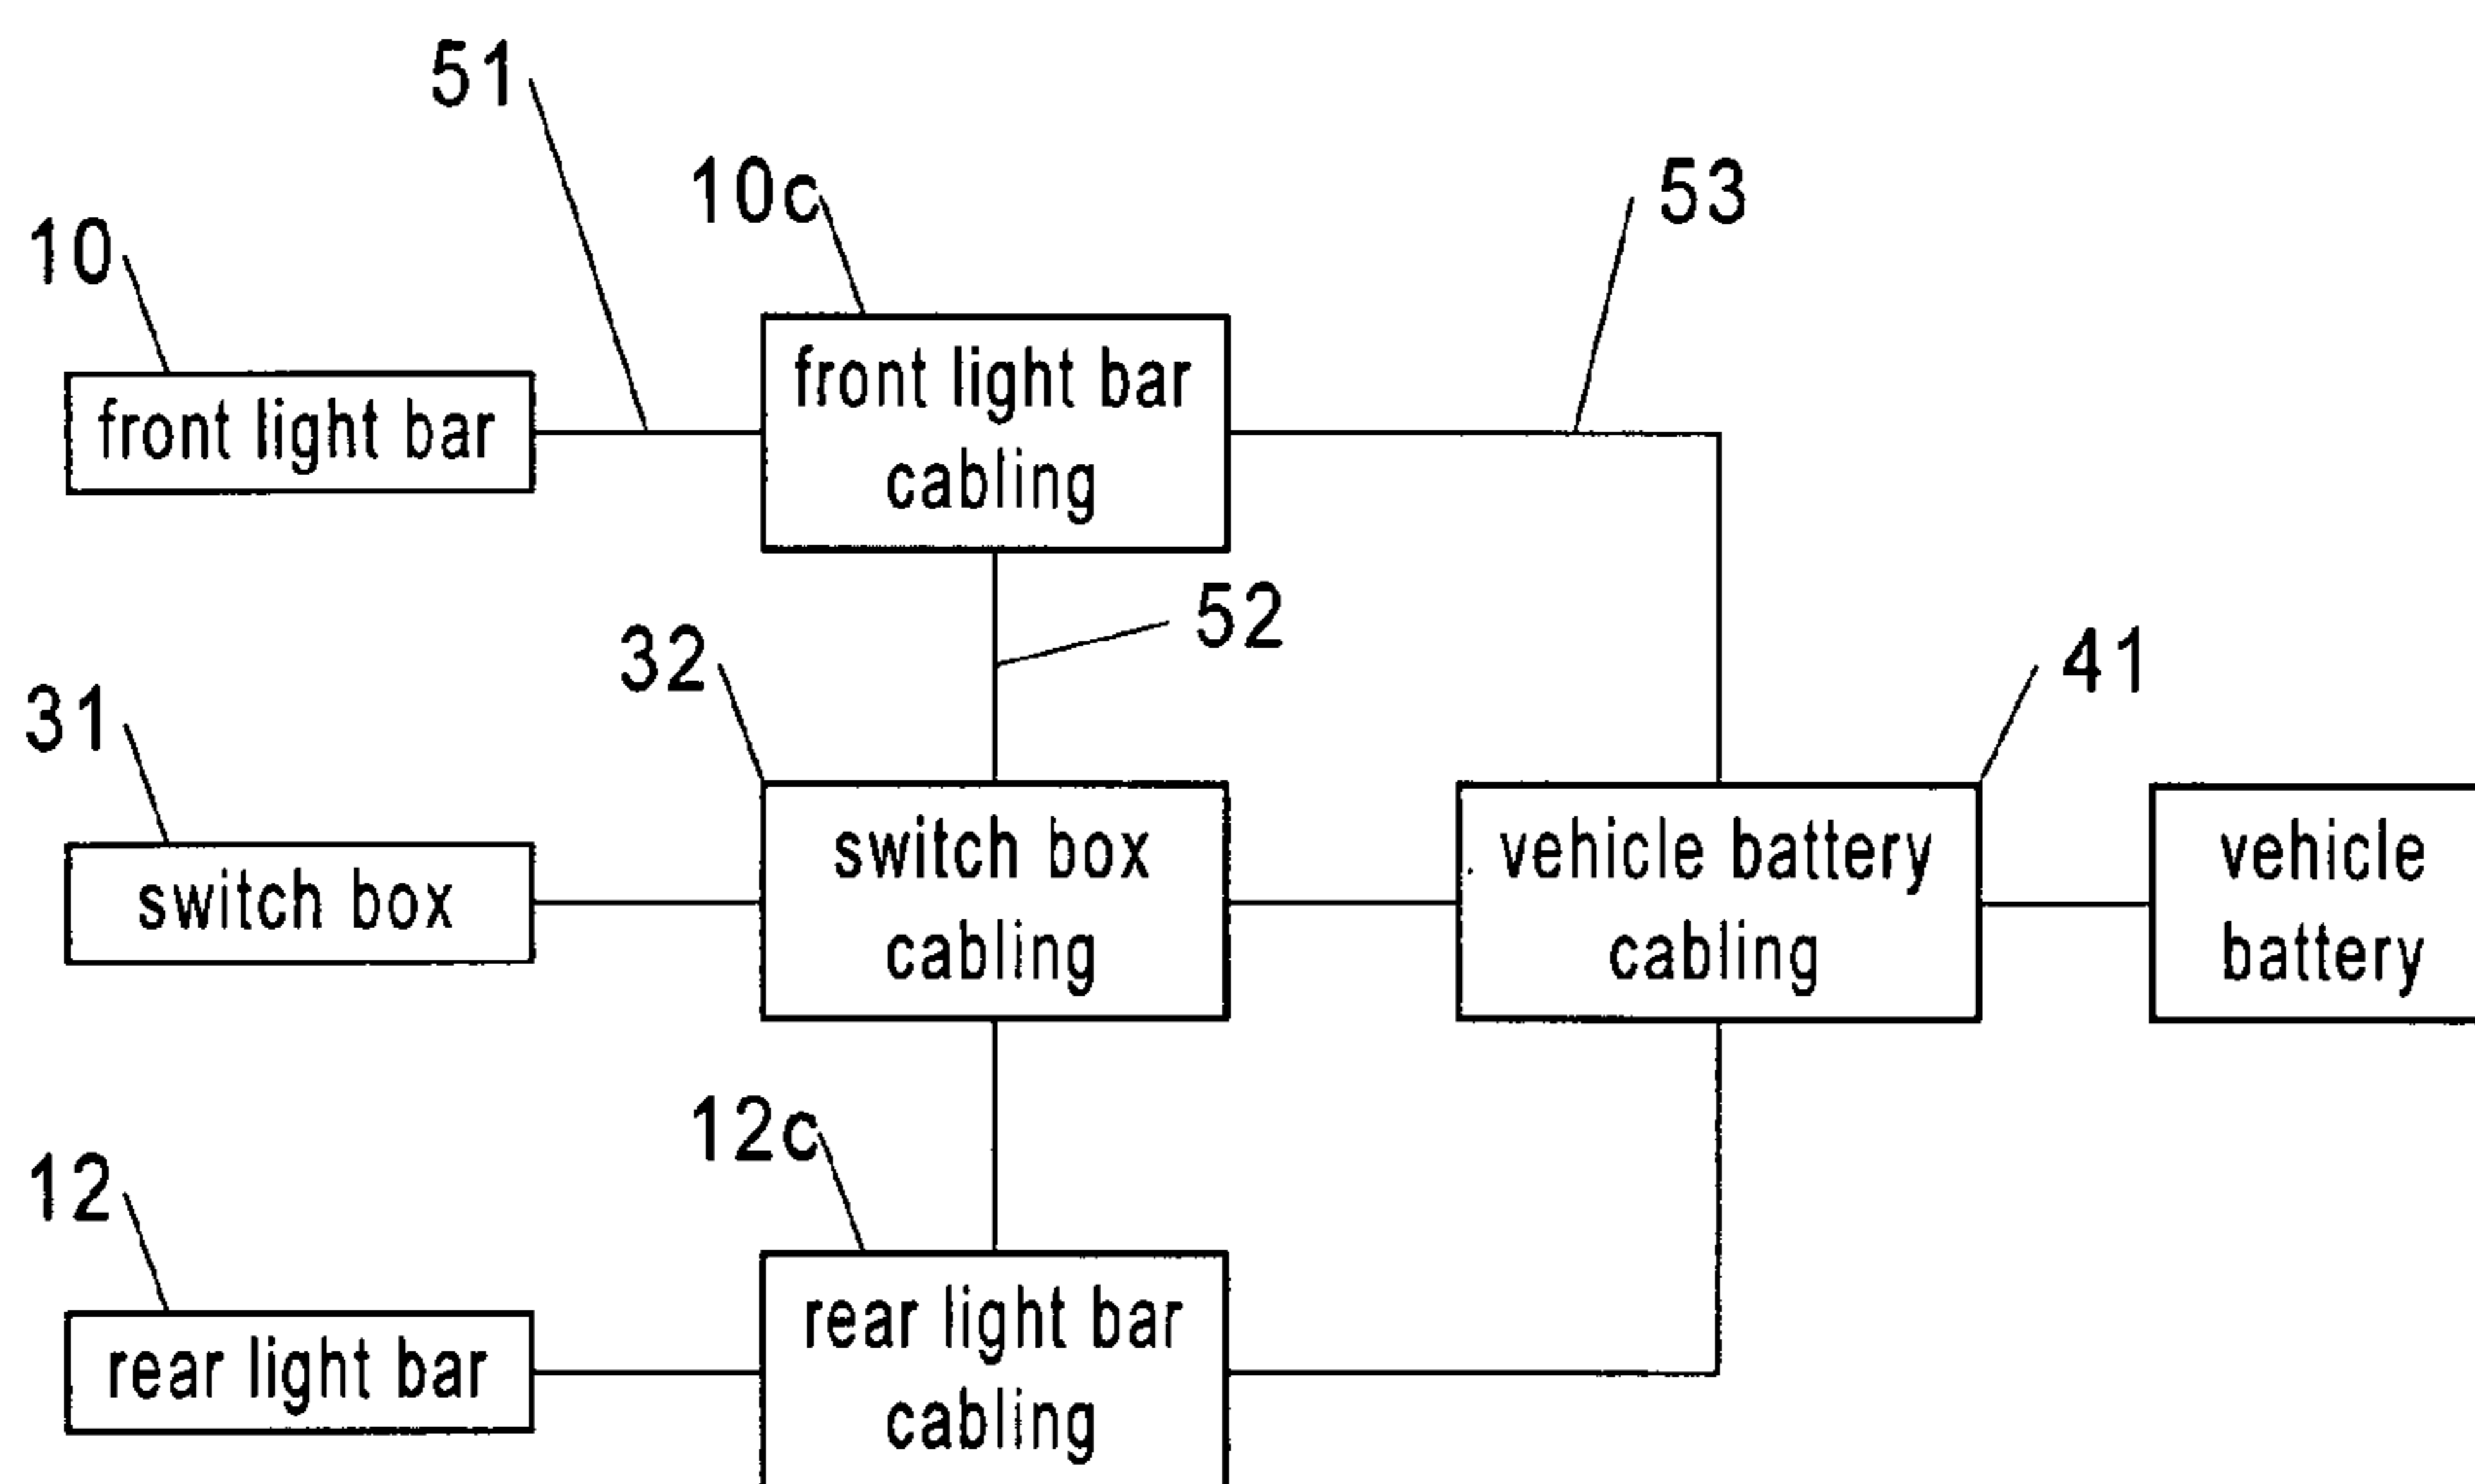 51
10c
53
10
front light bar
cabling
front light bar
52
32
41
31
switch box
cabling
vehicle battery
cabling
vehicle
battery
switch box
12c
12
rear light bar
cabling
rear light bar